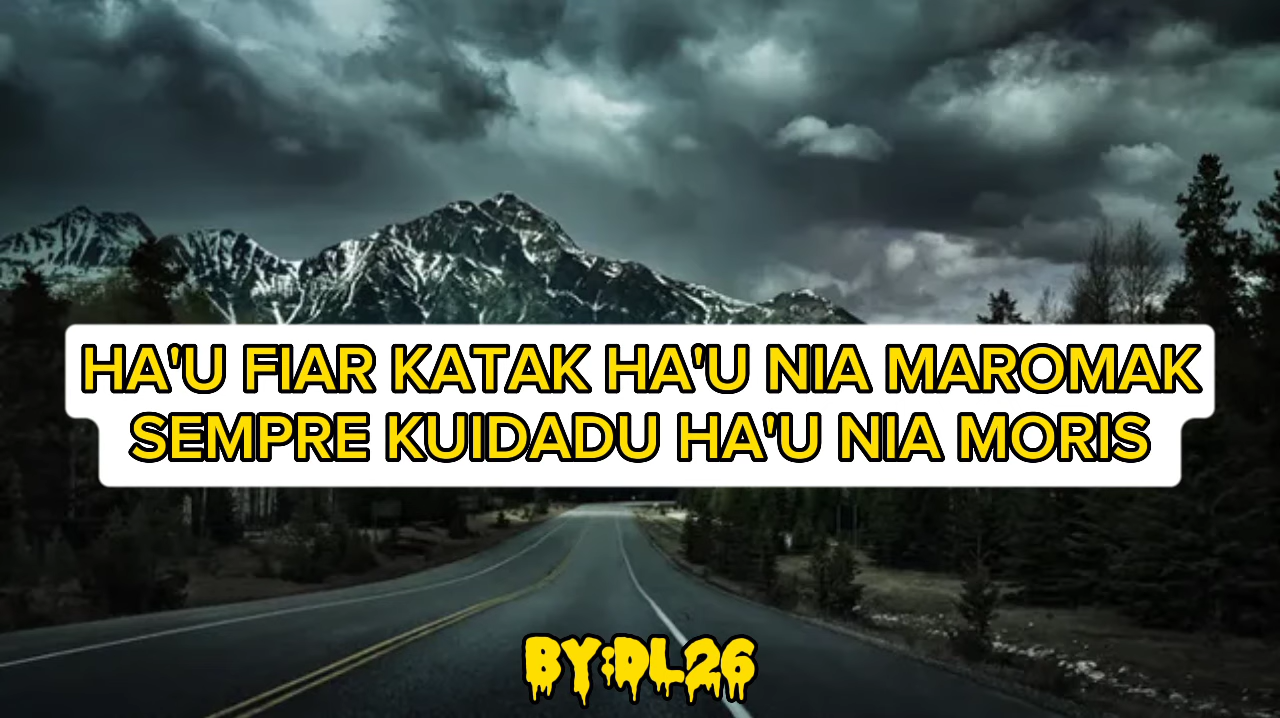 HA'U FIAR KATAK HA'U NIA MAROMAK
SEMPRE KUIDADU HA'U NIA MORIS
BY:DL26